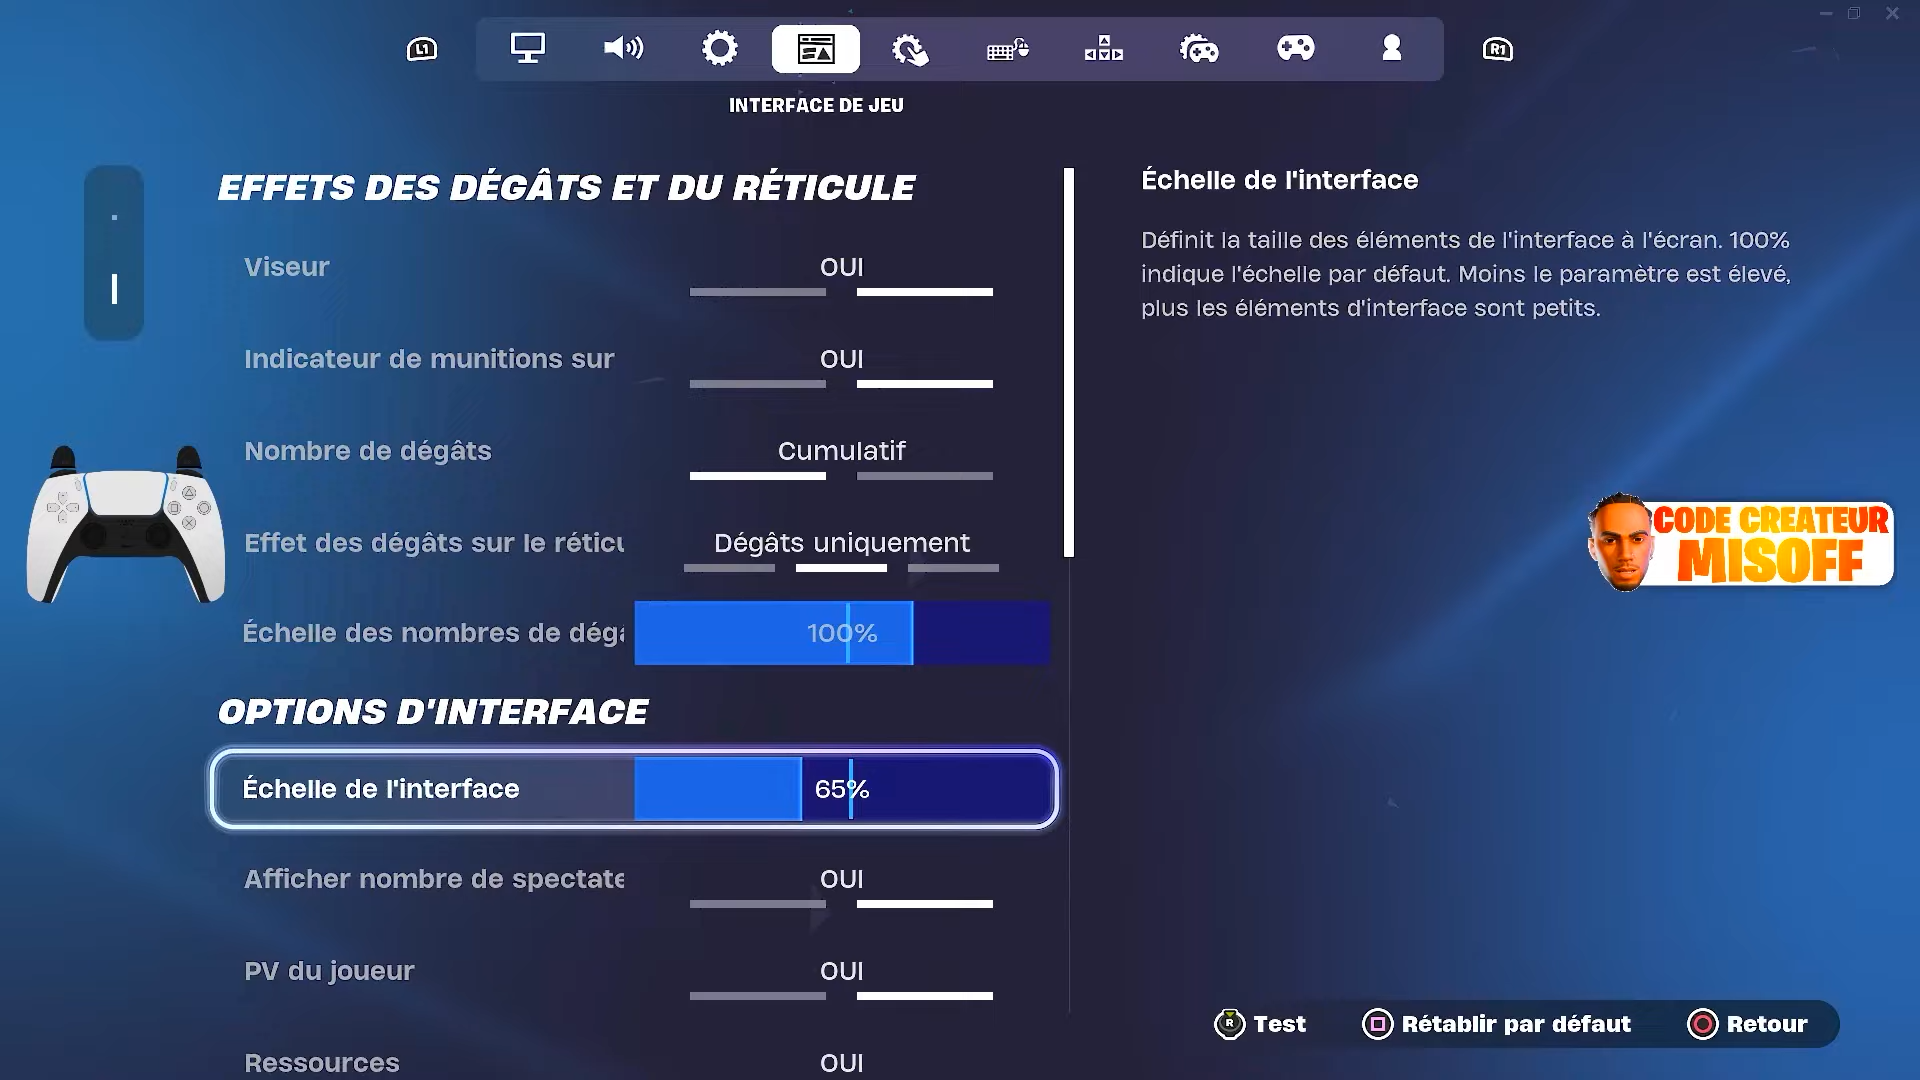 L1
R1
INTERFACE DE JEU
EFFETS DES DÉGÂTS ET DU RÉTICULE
Viseur
OUI
Indicateur de munitions sur
OUI
Nombre de dégâts
Cumulatif
Effet des dégâts sur le rétic
Dégâts uniquement
Échelle des nombres de dég
100%
OPTIONS D'INTERFACE
Échelle de l'interface
65%
Afficher nombre de spectate
OUI
PV du joueur
OUI
Ressources
OUI
Échelle de l'interface
Définit la taille des éléments de l'interface à l'écran. 100%
indique l'échelle par défaut. Moins le paramètre est élevé,
plus les éléments d'interface sont petits.
CODE CREATEUR
MISOFF
R Test
Rétablir par défaut
Retour